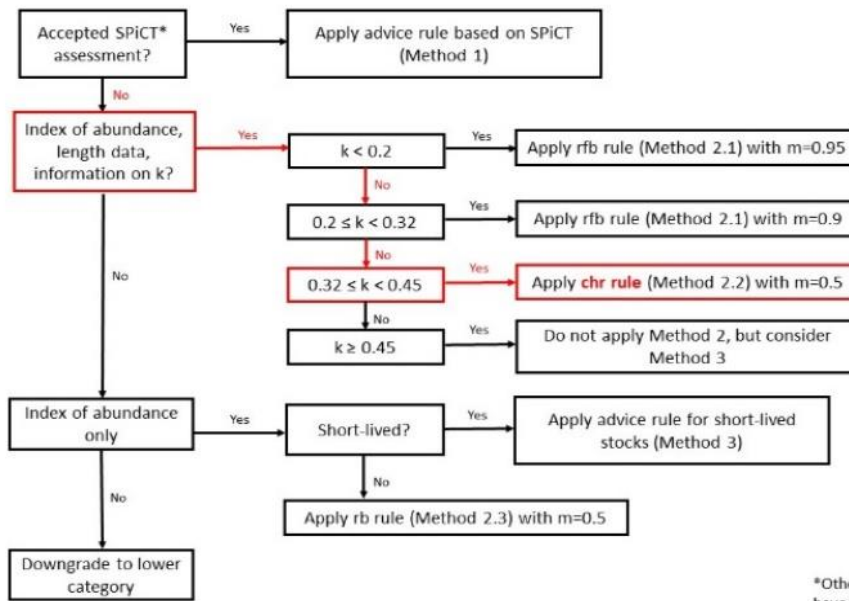 Accepted SPiCT*
assessment?
Yes
Apply advice rule based on SPiCT
(Method 1)
No
Index of abundance,
length data,
information on k?
Yes
k < 0.2
Yes
Apply rfb rule (Method 2.1) with m=0.95
No
0.2 ≤ k < 0.32
Yes
Apply rfb rule (Method 2.1) with m=0.9
No
No
0.32 ≤ k < 0.45
Yes
Apply chr rule (Method 2.2) with m=0.5
No
k ≥ 0.45
Yes
Do not apply Method 2, but consider
Method 3
Index of abundance
only
Yes
Short-lived?
Yes
Apply advice rule for short-lived
stocks (Method 3)
No
No
Apply rb rule (Method 2.3) with m=0.5
Downgrade to lower
category